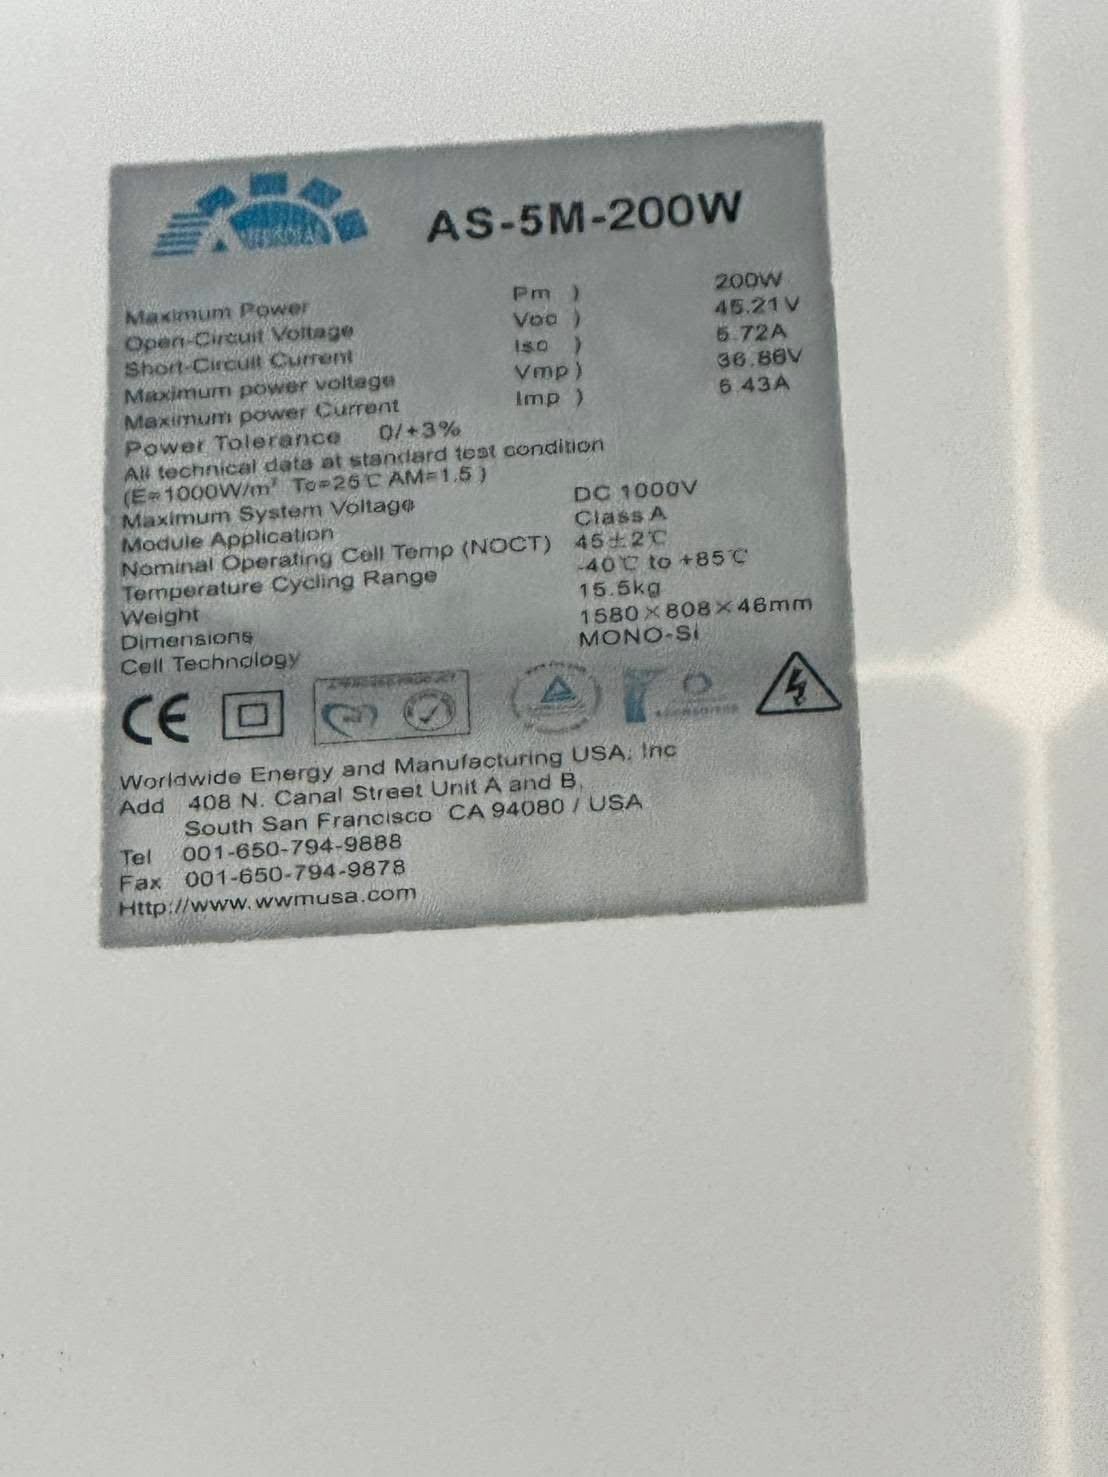 AS-5M-200W
Maximum Power Pm ) 200W
Open-Circuit Voltage Voc ) 45.21V
Short-Circuit Current Isc ) 5.72A
Maximum power voltage Vmp ) 36.86V
Maximum power Current Imp ) 5.43A
Power Tolerance 0/+3%
All technical data at standard test condition
(E=1000W/m² Tc=25℃ AM=1.5 )
Maximum System Voltage DC 1000V
Module Application Class A
Nominal Operating Cell Temp (NOCT) 45±2℃
Temperature Cycling Range -40℃ to +85℃
Weight 15.5kg
Dimensions 1580×808×46mm
Cell Technology MONO-Si
CE
Worldwide Energy and Manufacturing USA, Inc
Add 408 N. Canal Street Unit A and B,
South San Francisco CA 94080 / USA
Tel 001-650-794-9888
Fax 001-650-794-9878
Http://www.wwmusa.com